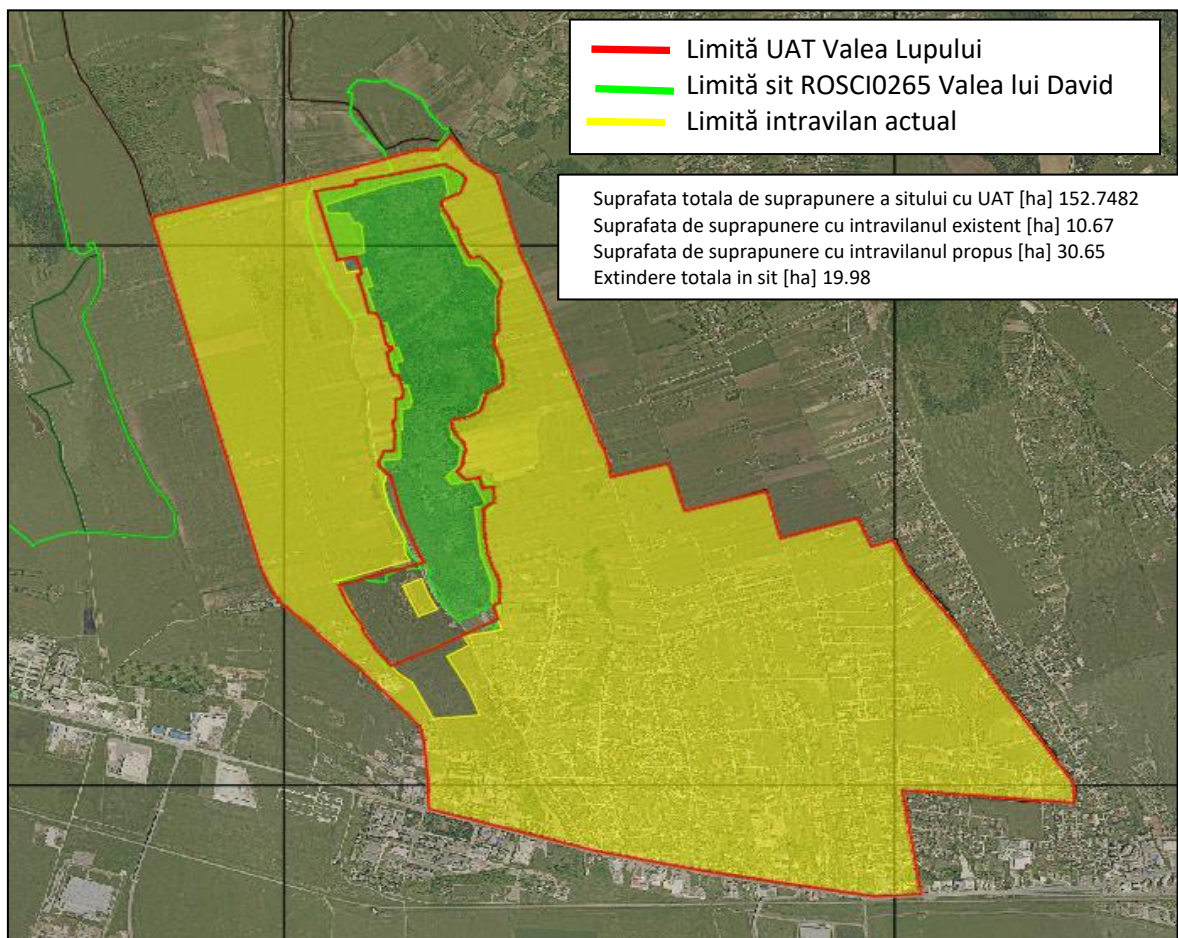 Limită UAT Valea Lupului
Limită sit ROSCI0265 Valea lui David
Limită intravilan actual
Suprafata totala de suprapunere a sitului cu UAT [ha] 152.7482
Suprafata de suprapunere cu intravilanul existent [ha] 10.67
Suprafata de suprapunere cu intravilanul propus [ha] 30.65
Extindere totala in sit [ha] 19.98